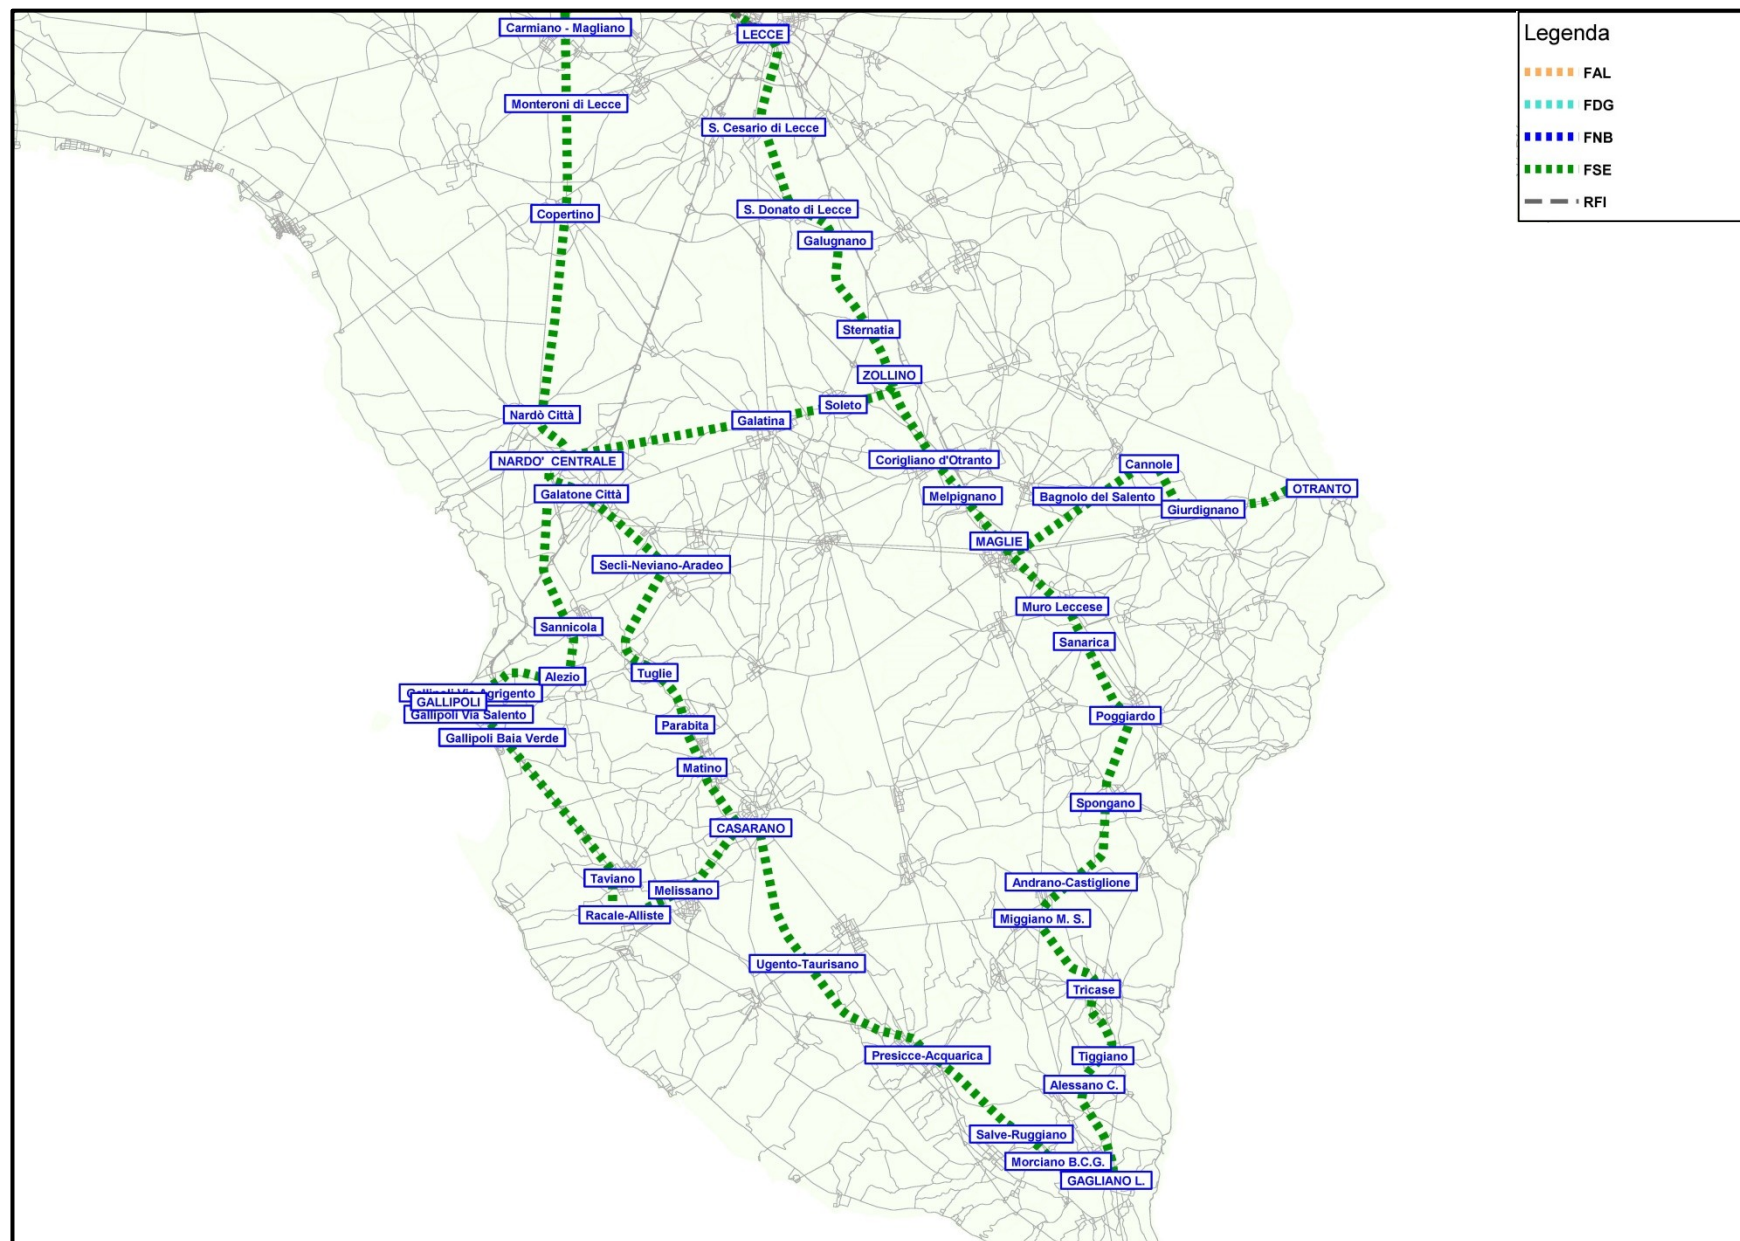 Carmiano - Magliano
LECCE
Legenda
FAL
FDG
FNB
FSE
RFI
Monteroni di Lecce
S. Cesario di Lecce
Copertino
S. Donato di Lecce
Galugnano
Sternatia
ZOLLINO
Soleto
Nardò Città
Galatina
NARDO' CENTRALE
Corigliano d'Otranto
Cannole
Galatone Città
Melpignano
Bagnolo del Salento
OTRANTO
Giurdignano
MAGLIE
Secli-Neviano-Aradeo
Muro Leccese
Sannicola
Sanarica
Alezio
Tuglie
Gallipoli Via Agrigento
GALLIPOLI
Gallipoli Via Salento
Poggiardo
Parabita
Gallipoli Baia Verde
Matino
Spongano
CASARANO
Taviano
Melissano
Andrano-Castiglione
Racale-Alliste
Miggiano M. S.
Ugento-Taurisano
Tricase
Presicce-Acquarica
Tiggiano
Alessano C.
Salve-Ruggiano
Morciano B.C.G.
GAGLIANO L.